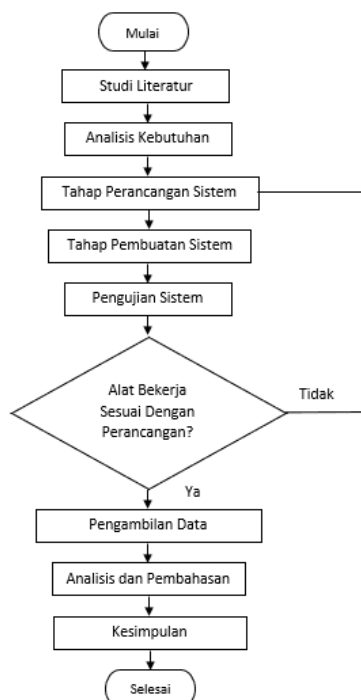 Mulai
Studi Literatur
Analisis Kebutuhan
Tahap Perancangan Sistem
Tahap Pembuatan Sistem
Pengujian Sistem
Alat Bekerja
Sesuai Dengan
Perancangan?
Tidak
Ya
Pengambilan Data
Analisis dan Pembahasan
Kesimpulan
Selesai